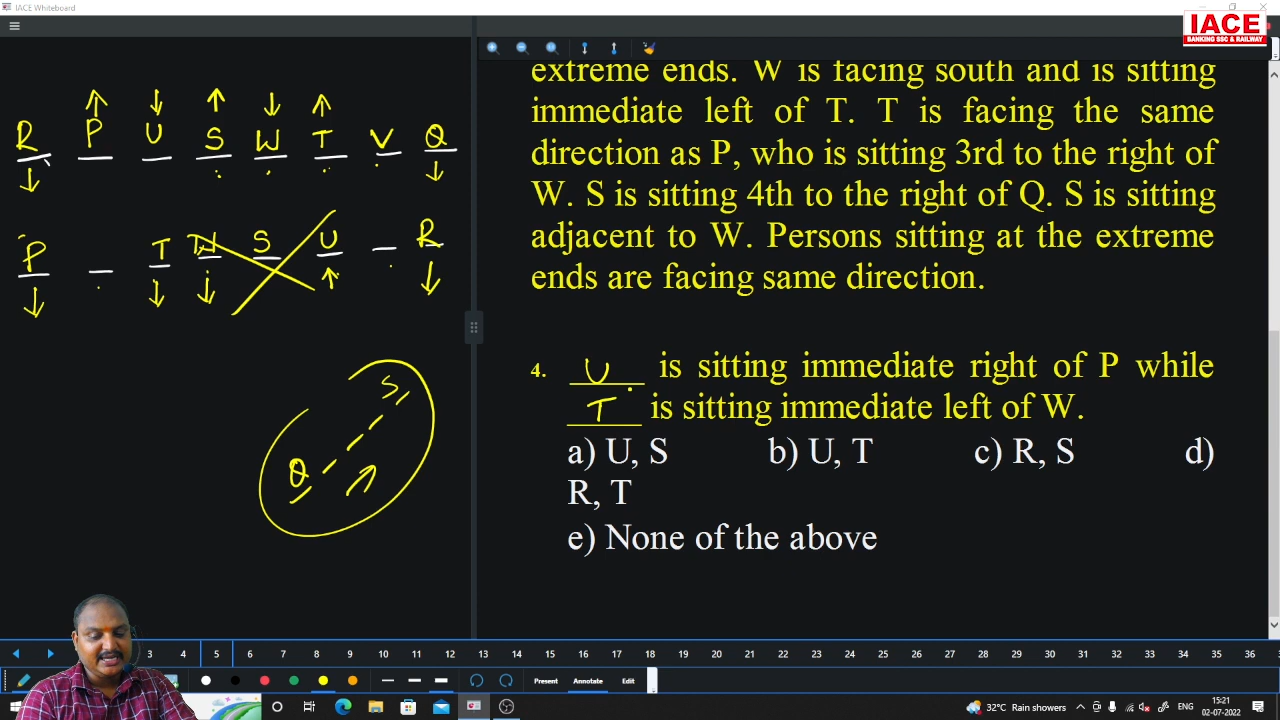 IACE Whiteboard
IACE
BANKING SSC & RAILWAY
R P U S W T V Q
P T W S U R
Q S
extreme ends. W is facing south and is sitting
immediate left of T. T is facing the same
direction as P, who is sitting 3rd to the right of
W. S is sitting 4th to the right of Q. S is sitting
adjacent to W. Persons sitting at the extreme
ends are facing same direction.
4. U is sitting immediate right of P while
T is sitting immediate left of W.
a) U, S b) U, T c) R, S d)
R, T
e) None of the above
3 4 5 6 7 8 9 10 11 12 13 14 15 16 17 18 19 20 21 22 23 24 25 26 27 28 29 30 31 32 33 34 35 36
Present Annotate Edit
32°C Rain showers ENG 15:21
02-07-2022